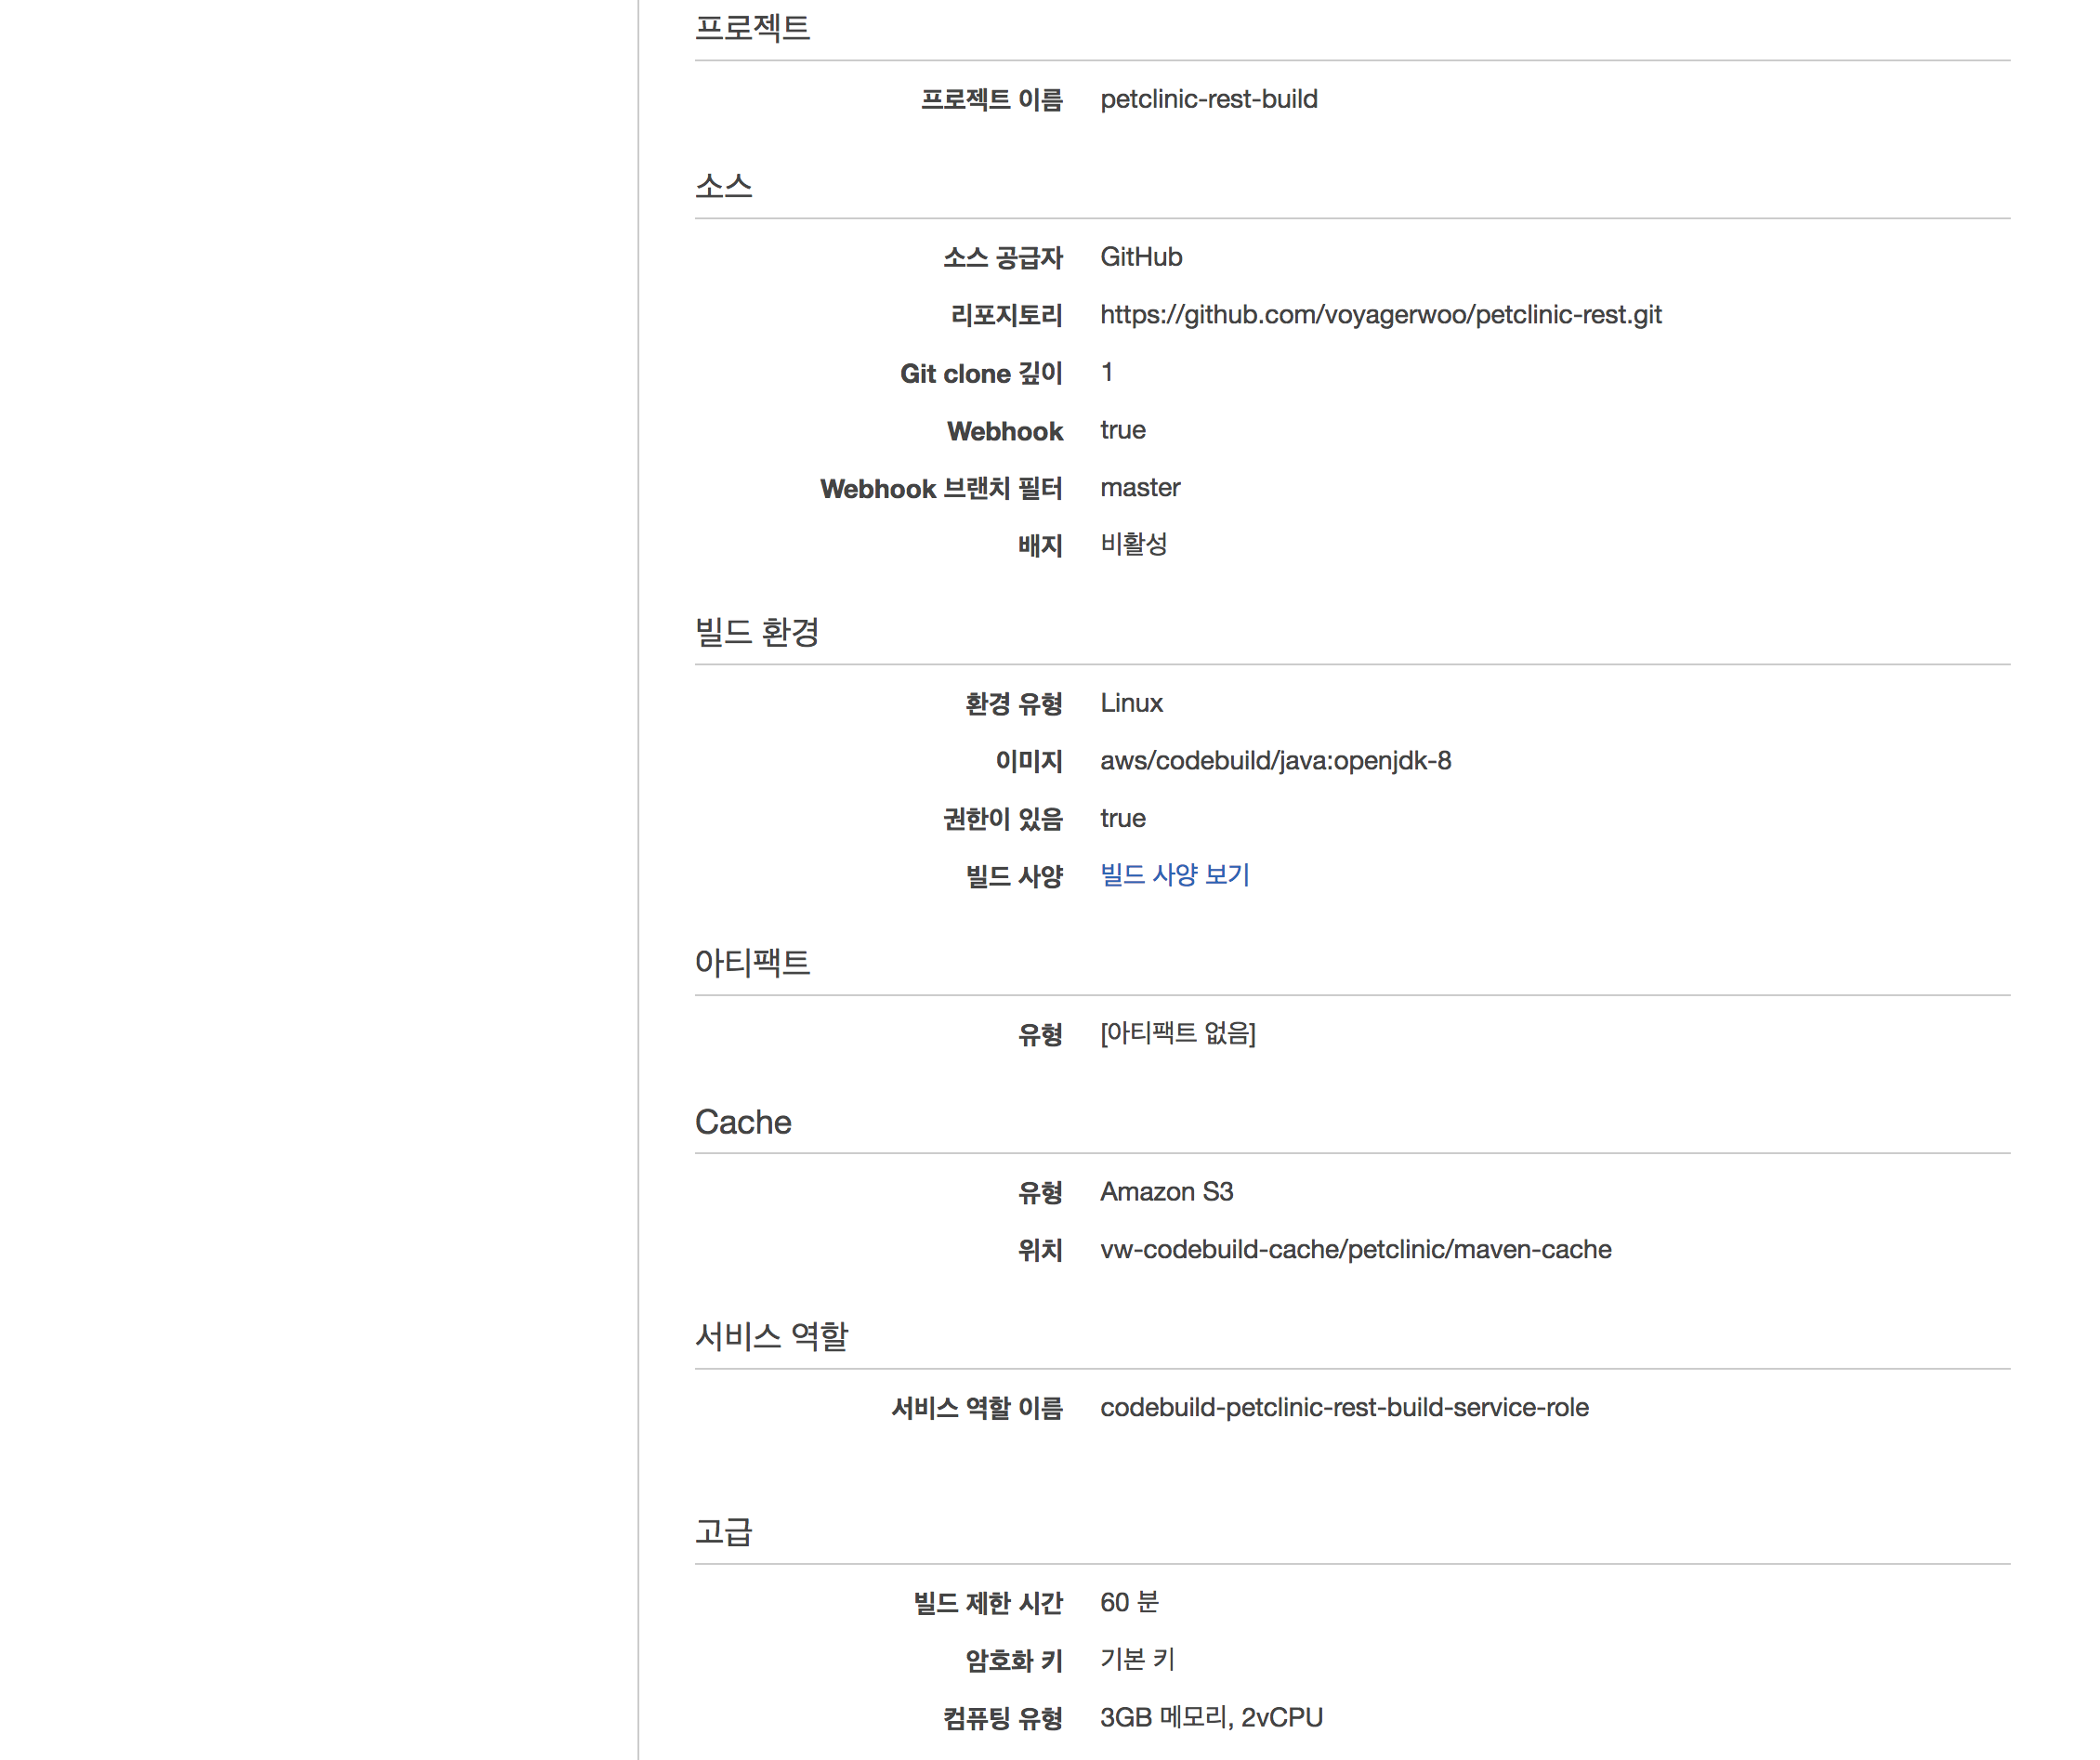 프로젝트
프로젝트 이름 petclinic-rest-build
소스
소스 공급자 GitHub
리포지토리 https://github.com/voyagerwoo/petclinic-rest.git
Git clone 깊이 1
Webhook true
Webhook 브랜치 필터 master
배지 비활성
빌드 환경
환경 유형 Linux
이미지 aws/codebuild/java:openjdk-8
권한이 있음 true
빌드 사양 빌드 사양 보기
아티팩트
유형 [아티팩트 없음]
Cache
유형 Amazon S3
위치 vw-codebuild-cache/petclinic/maven-cache
서비스 역할
서비스 역할 이름 codebuild-petclinic-rest-build-service-role
고급
빌드 제한 시간 60 분
암호화 키 기본 키
컴퓨팅 유형 3GB 메모리, 2vCPU